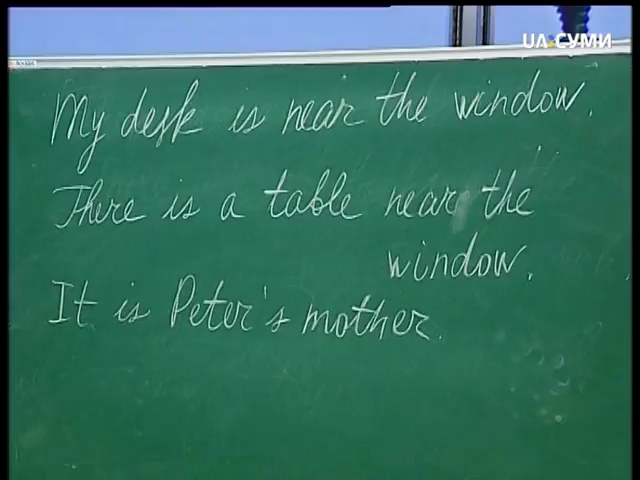 UA:СУМИ
My desk is near the window.
There is a table near the
window.
It is Peter's mother.